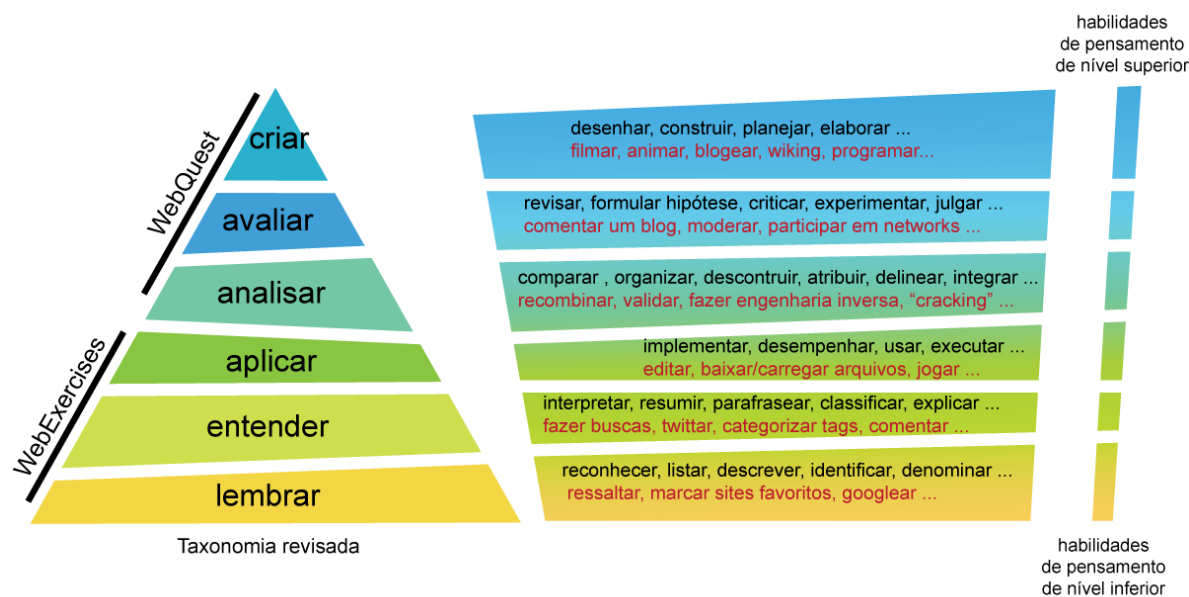 habilidades
de pensamento
de nível superior
WebQuest
criar
desenhar, construir, planejar, elaborar ...
filmar, animar, blogear, wiking, programar...
avaliar
revisar, formular hipótese, criticar, experimentar, julgar ...
comentar um blog, moderar, participar em networks ...
analisar
comparar , organizar, descontruir, atribuir, delinear, integrar ...
recombinar, validar, fazer engenharia inversa, “cracking” ...
WebExercises
aplicar
implementar, desempenhar, usar, executar ...
editar, baixar/carregar arquivos, jogar ...
entender
interpretar, resumir, parafrasear, classificar, explicar ...
fazer buscas, twittar, categorizar tags, comentar ...
lembrar
reconhecer, listar, descrever, identificar, denominar ...
ressaltar, marcar sites favoritos, googlear ...
Taxonomia revisada
habilidades
de pensamento
de nível inferior